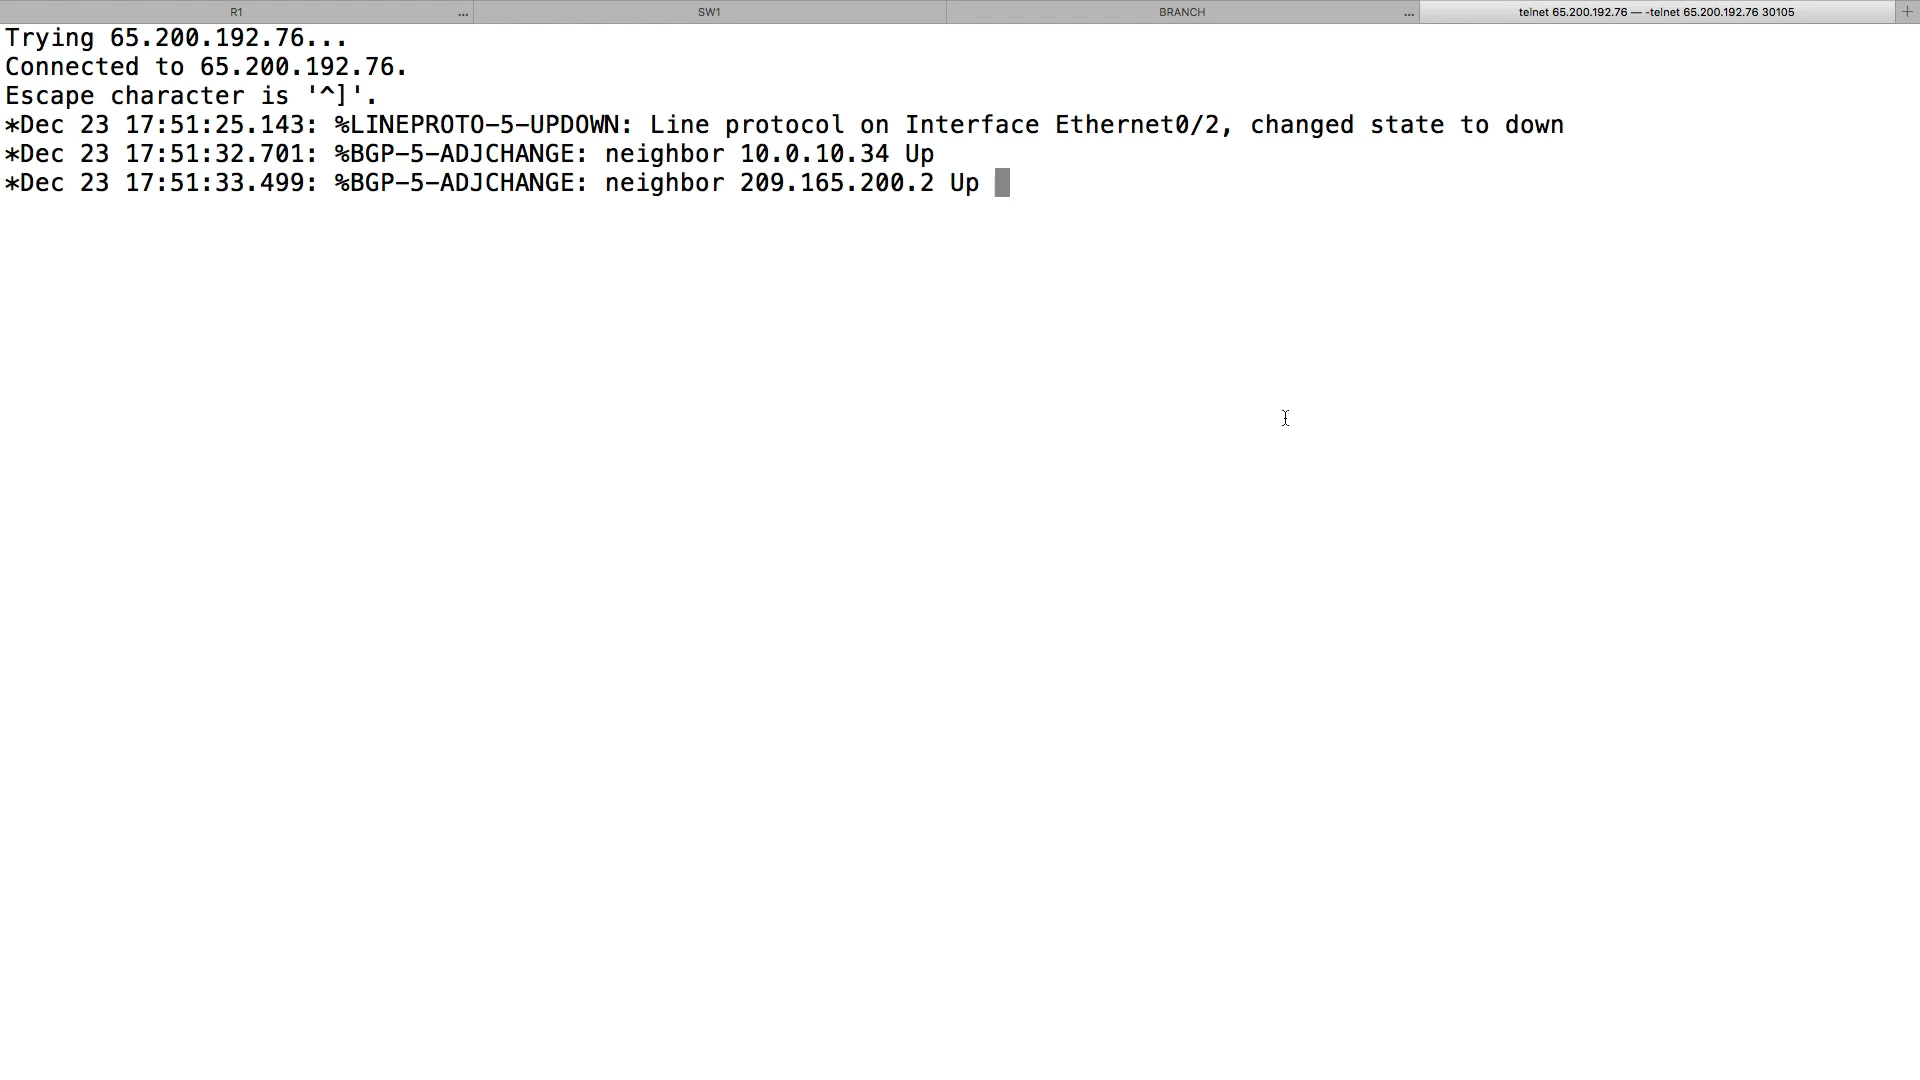 R1 ... SW1 BRANCH ... telnet 65.200.192.76 — -telnet 65.200.192.76 30105 +
Trying 65.200.192.76...
Connected to 65.200.192.76.
Escape character is '^]'.
*Dec 23 17:51:25.143: %LINEPROTO-5-UPDOWN: Line protocol on Interface Ethernet0/2, changed state to down
*Dec 23 17:51:32.701: %BGP-5-ADJCHANGE: neighbor 10.0.10.34 Up
*Dec 23 17:51:33.499: %BGP-5-ADJCHANGE: neighbor 209.165.200.2 Up